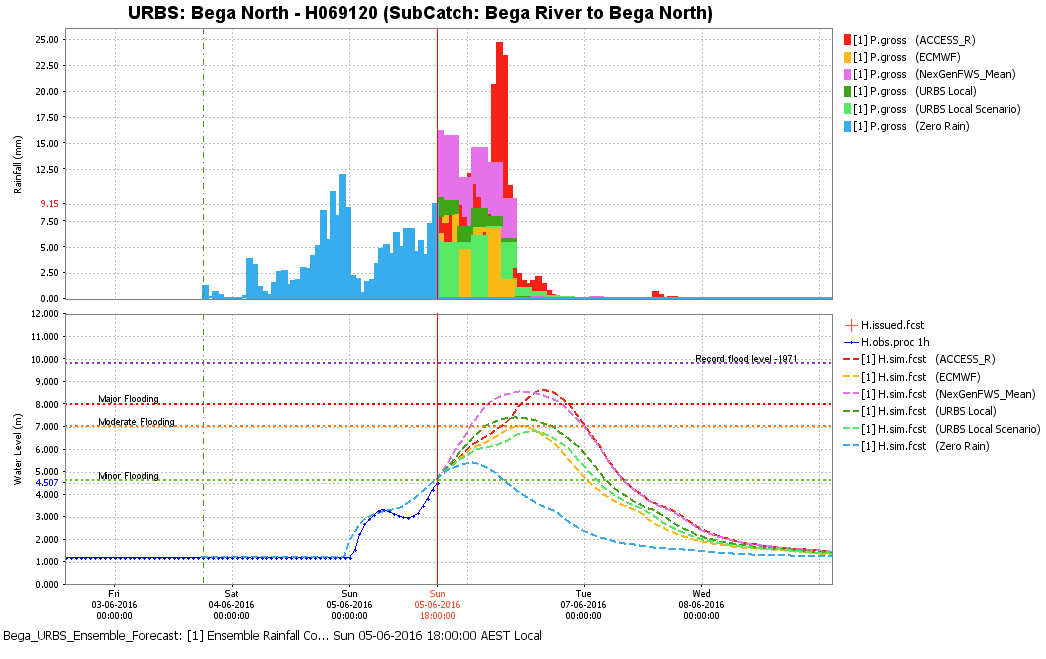 URBS: Bega North - H069120 (SubCatch: Bega River to Bega North)
25.00
22.50
20.00
17.50
15.00
12.50
9.15
7.50
5.00
2.50
0.00
Rainfall (mm)
[1] P.gross (ACCESS_R)
[1] P.gross (ECMWF)
[1] P.gross (NexGenFWS_Mean)
[1] P.gross (URBS Local)
[1] P.gross (URBS Local Scenario)
[1] P.gross (Zero Rain)
12.000
11.000
10.000
9.000
8.000
7.000
6.000
5.000
4.507
4.000
3.000
2.000
1.000
0.000
Water Level (m)
Record flood level -1971
Major Flooding
Moderate Flooding
Minor Flooding
H.issued.fcst
H.obs.proc 1h
[1] H.sim.fcst (ACCESS_R)
[1] H.sim.fcst (ECMWF)
[1] H.sim.fcst (NexGenFWS_Mean)
[1] H.sim.fcst (URBS Local)
[1] H.sim.fcst (URBS Local Scenario)
[1] H.sim.fcst (Zero Rain)
Fri Sat Sun Sun Tue Wed
03-06-2016 04-06-2016 05-06-2016 05-06-2016 07-06-2016 08-06-2016
00:00:00 00:00:00 00:00:00 18:00:00 00:00:00 00:00:00
Bega_URBS_Ensemble_Forecast: [1] Ensemble Rainfall Co... Sun 05-06-2016 18:00:00 AEST Local